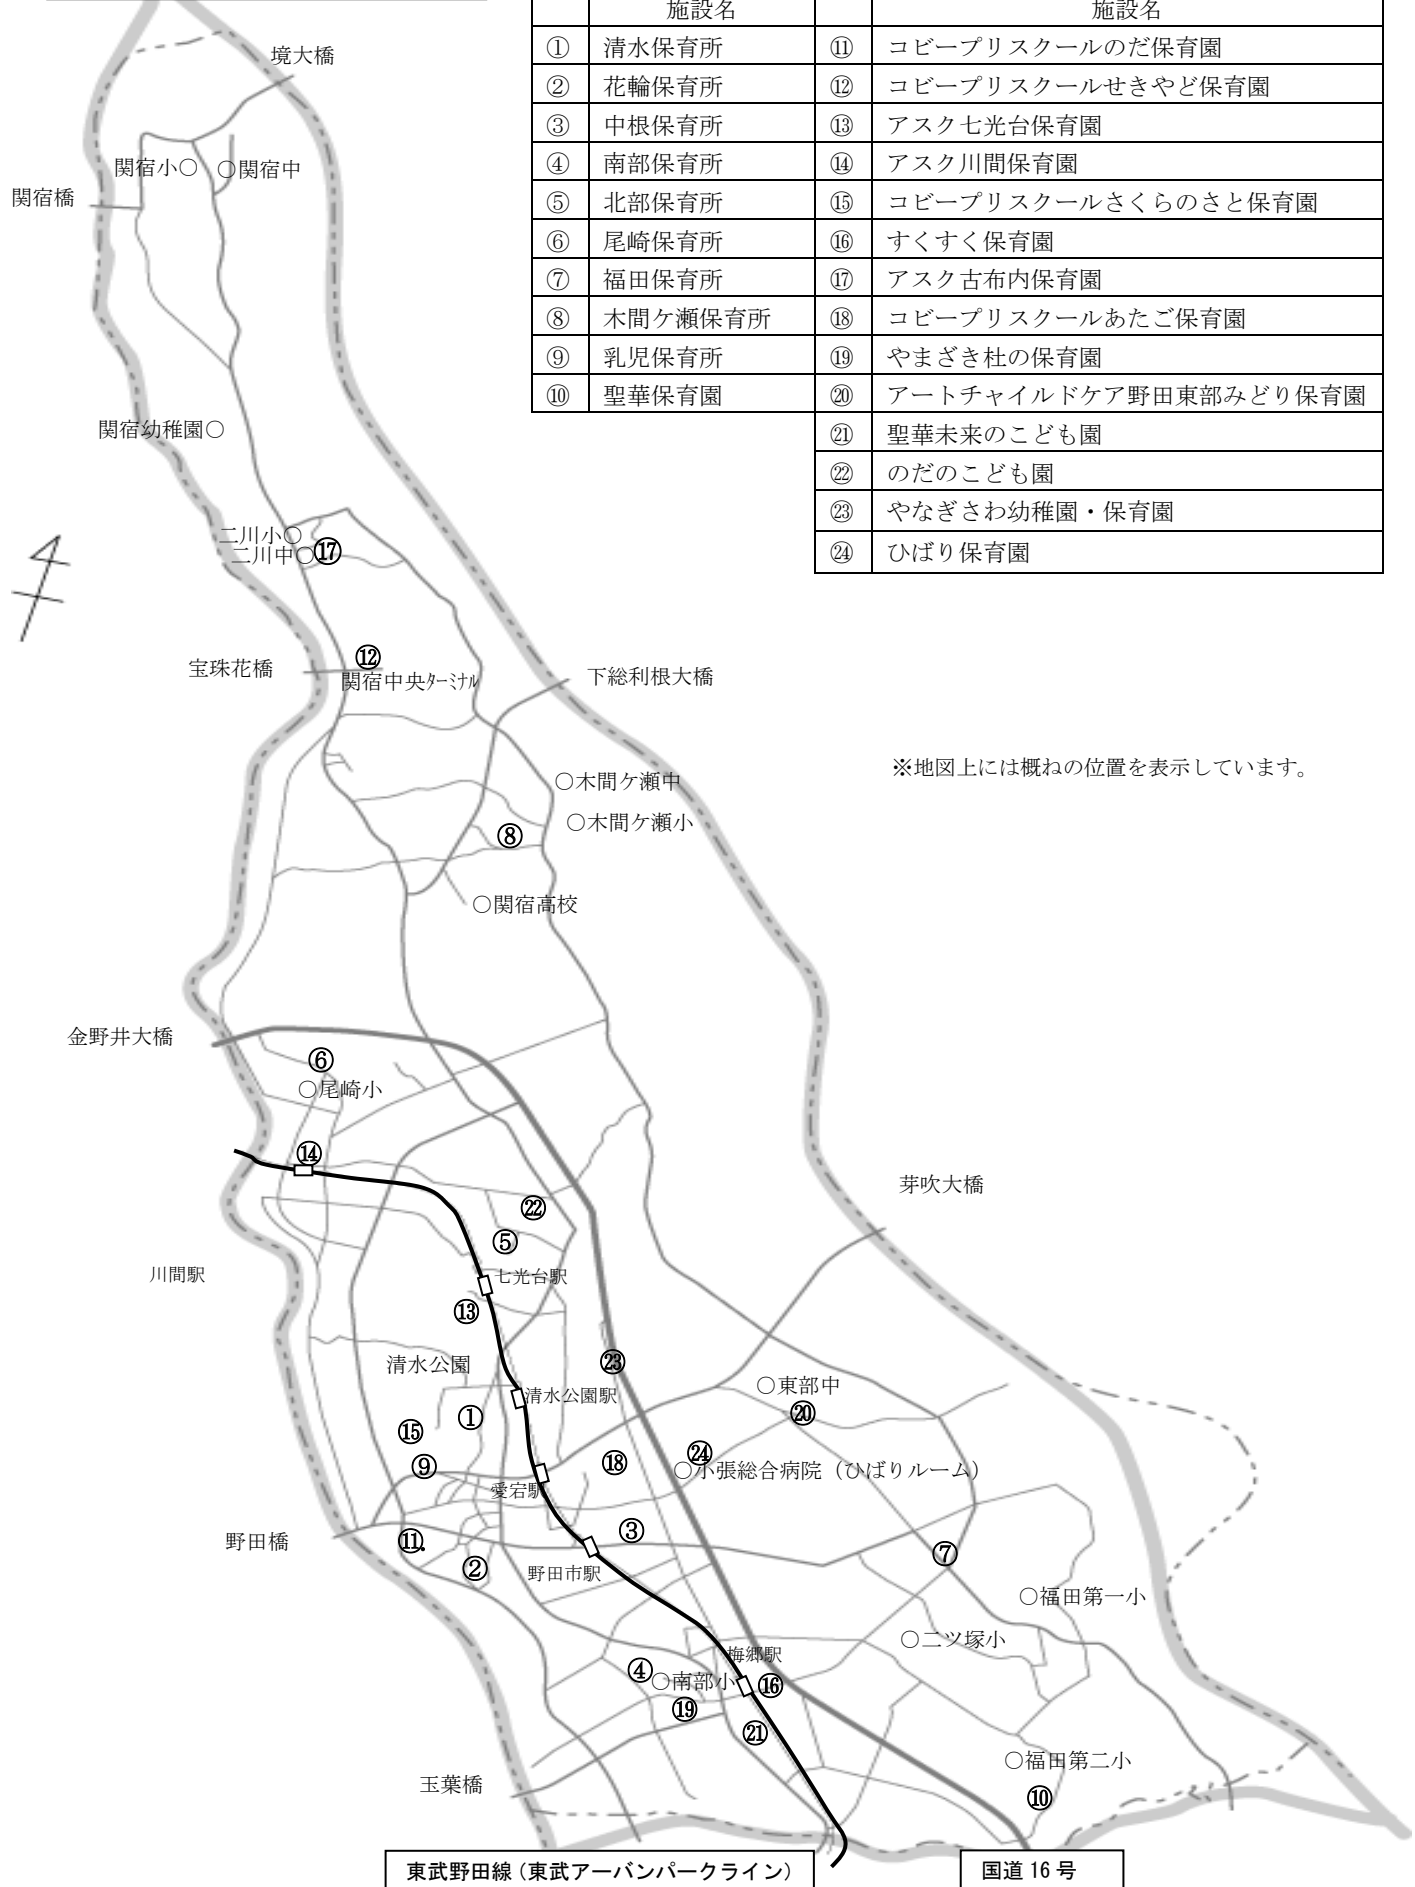 施設名 施設名
① 清水保育所 ⑪ コビープリスクールのだ保育園
② 花輪保育所 ⑫ コビープリスクールせきやど保育園
③ 中根保育所 ⑬ アスク七光台保育園
④ 南部保育所 ⑭ アスク川間保育園
⑤ 北部保育所 ⑮ コビープリスクールさくらのさと保育園
⑥ 尾崎保育所 ⑯ すくすく保育園
⑦ 福田保育所 ⑰ アスク古布内保育園
⑧ 木間ケ瀬保育所 ⑱ コビープリスクールあたご保育園
⑨ 乳児保育所 ⑲ やまざき杜の保育園
⑩ 聖華保育園 ⑳ アートチャイルドケア野田東部みどり保育園
㉑ 聖華未来のこども園
㉒ のだのこども園
㉓ やなぎさわ幼稚園・保育園
㉔ ひばり保育園
境大橋
関宿小○ ○関宿中
関宿橋
関宿幼稚園○
二川小○
二川中○ ⑰
⑫
宝珠花橋
関宿中央ﾀｰﾐﾅﾙ
下総利根大橋
※地図上には概ねの位置を表示しています。
○木間ケ瀬中
○木間ケ瀬小
⑧
○関宿高校
金野井大橋
⑥
○尾崎小
⑭
芽吹大橋
㉒
⑤
川間駅
七光台駅
⑬
㉓
清水公園
○東部中
清水公園駅
⑳
①
⑮
㉔
⑱
⑨
○小張総合病院（ひばりルーム）
愛宕駅
③
野田橋
⑪.
⑦
②
野田市駅
○福田第一小
○二ツ塚小
梅郷駅
④
○南部小
⑯
⑲
㉑
○福田第二小
玉葉橋
⑩
東武野田線（東武アーバンパークライン）
国道 16 号